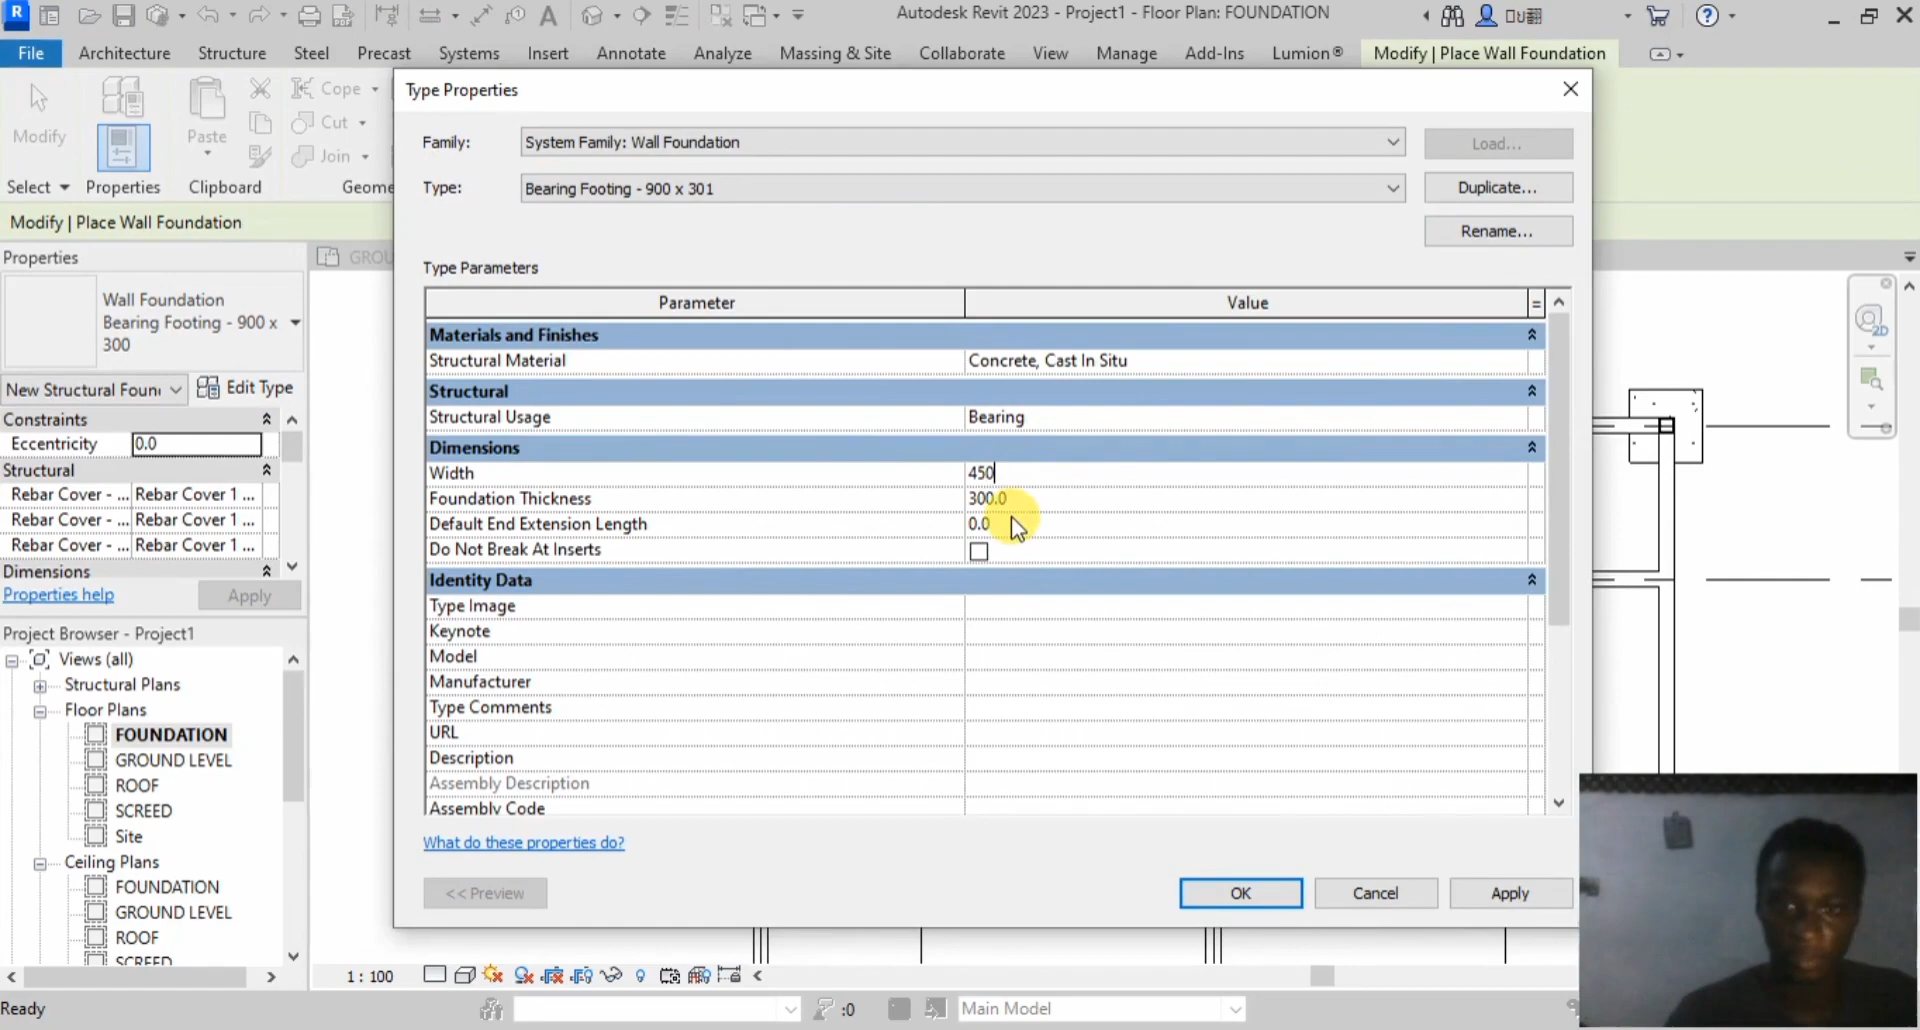 Autodesk Revit 2023 - Project1 - Floor Plan: FOUNDATION
File Architecture Structure Steel Precast Systems Insert Annotate Analyze Massing & Site Collaborate View Manage Add-Ins Lumion® Modify | Place Wall Foundation
Modify
Paste
Cope
Cut
Join
Select Properties Clipboard Geome
Modify | Place Wall Foundation
Properties
Wall Foundation
Bearing Footing - 900 x
300
New Structural Foun Edit Type
Constraints
Eccentricity 0.0
Structural
Rebar Cover - ... Rebar Cover 1 ...
Rebar Cover - ... Rebar Cover 1 ...
Rebar Cover - ... Rebar Cover 1 ...
Dimensions
Properties help Apply
Project Browser - Project1
Views (all)
Structural Plans
Floor Plans
FOUNDATION
GROUND LEVEL
ROOF
SCREED
Site
Ceiling Plans
FOUNDATION
GROUND LEVEL
ROOF
SCREED
GROU
Type Properties
Family: System Family: Wall Foundation Load...
Type: Bearing Footing - 900 x 301 Duplicate...
Rename...
Type Parameters
Parameter Value =
Materials and Finishes
Structural Material Concrete, Cast In Situ
Structural
Structural Usage Bearing
Dimensions
Width 450
Foundation Thickness 300.0
Default End Extension Length 0.0
Do Not Break At Inserts
Identity Data
Type Image
Keynote
Model
Manufacturer
Type Comments
URL
Description
Assembly Description
Assembly Code
What do these properties do?
<< Preview OK Cancel Apply
2D
1 : 100
Ready :0 Main Model